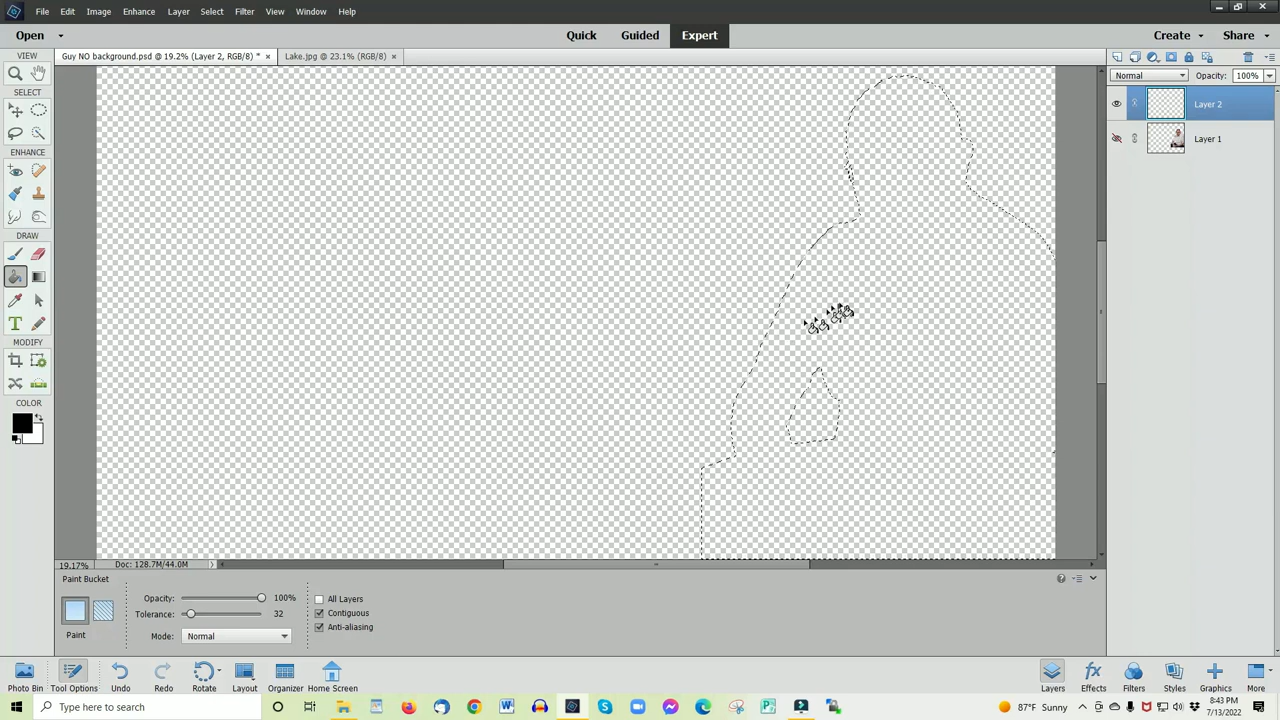 File Edit Image Enhance Layer Select Filter View Window Help
Open Quick Guided Expert Create Share
VIEW Guy NO background.psd @ 19.2% (Layer 2, RGB/8) * × Lake.jpg @ 23.1% (RGB/8) ×
Normal Opacity: 100%
SELECT
Layer 2
Layer 1
ENHANCE
DRAW
T
MODIFY
COLOR
19.17% Doc: 128.7M/44.0M
Paint Bucket
Opacity: 100% All Layers
Tolerance: 32 Contiguous
Anti-aliasing
Paint Mode: Normal
Photo Bin Tool Options Undo Redo Rotate Layout Organizer Home Screen Layers Effects Filters Styles Graphics More
Type here to search 87°F Sunny 8:43 PM
7/13/2022